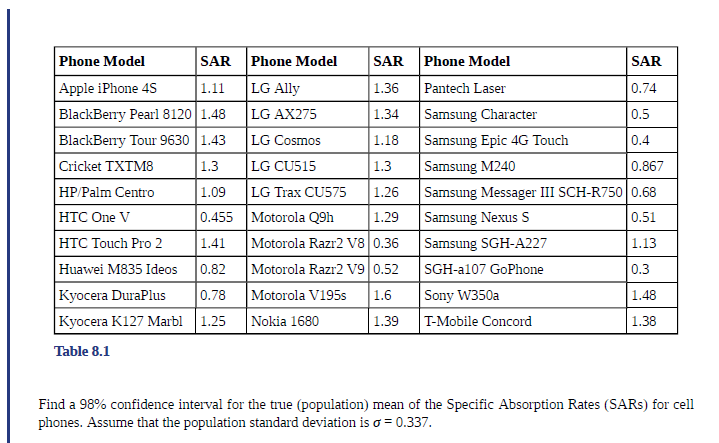 Phone Model SAR Phone Model SAR Phone Model SAR
Apple iPhone 4S 1.11 LG Ally 1.36 Pantech Laser 0.74
BlackBerry Pearl 8120 1.48 LG AX275 1.34 Samsung Character 0.5
BlackBerry Tour 9630 1.43 LG Cosmos 1.18 Samsung Epic 4G Touch 0.4
Cricket TXTM8 1.3 LG CU515 1.3 Samsung M240 0.867
HP/Palm Centro 1.09 LG Trax CU575 1.26 Samsung Messager III SCH-R750 0.68
HTC One V 0.455 Motorola Q9h 1.29 Samsung Nexus S 0.51
HTC Touch Pro 2 1.41 Motorola Razr2 V8 0.36 Samsung SGH-A227 1.13
Huawei M835 Ideos 0.82 Motorola Razr2 V9 0.52 SGH-a107 GoPhone 0.3
Kyocera DuraPlus 0.78 Motorola V195s 1.6 Sony W350a 1.48
Kyocera K127 Marbl 1.25 Nokia 1680 1.39 T-Mobile Concord 1.38
Table 8.1
Find a 98% confidence interval for the true (population) mean of the Specific Absorption Rates (SARs) for cell
phones. Assume that the population standard deviation is σ = 0.337.